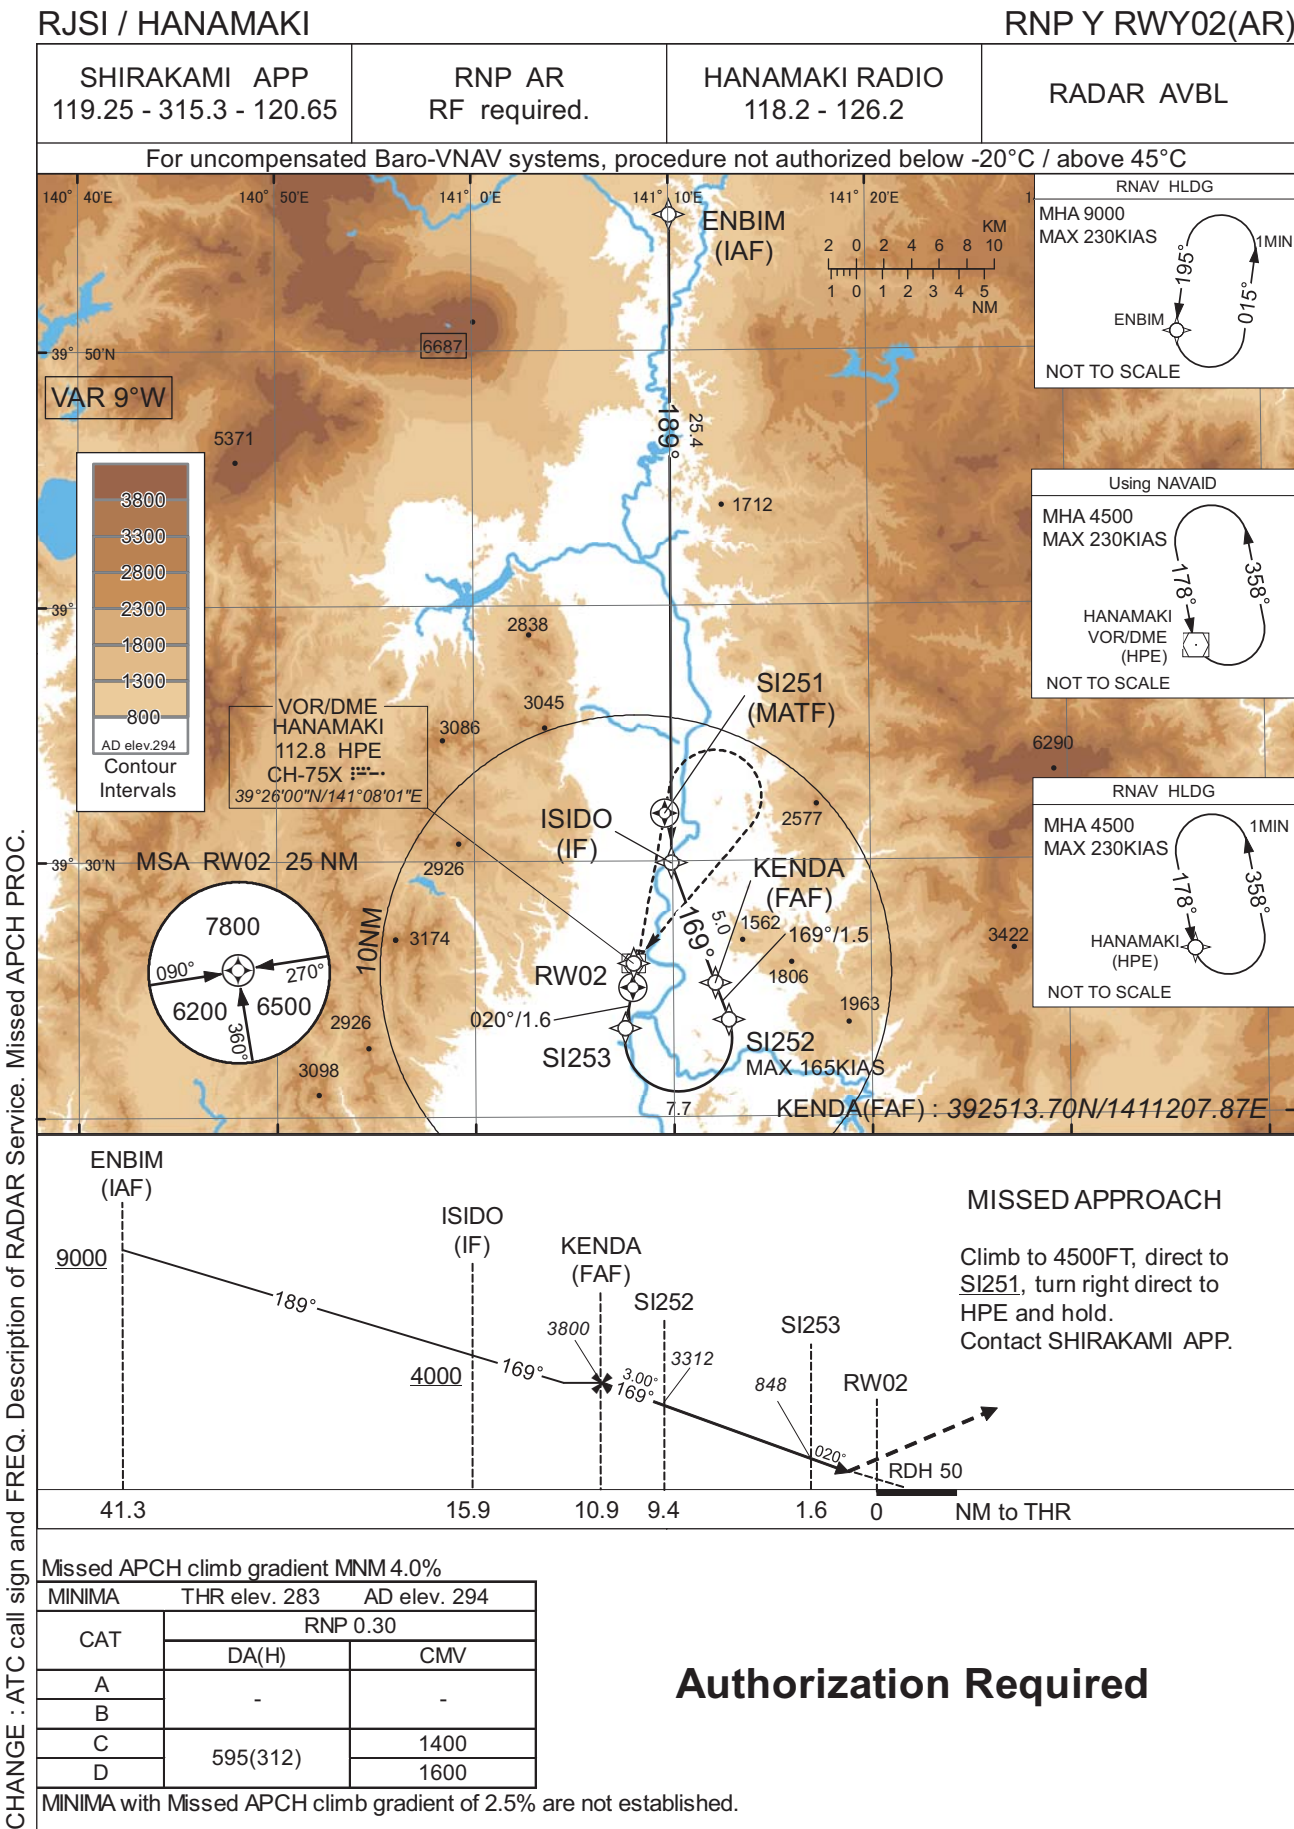 RJSI / HANAMAKI
RNP Y RWY02(AR)
SHIRAKAMI APP
119.25 - 315.3 - 120.65
RNP AR
RF required.
HANAMAKI RADIO
118.2 - 126.2
RADAR AVBL
For uncompensated Baro-VNAV systems, procedure not authorized below -20°C / above 45°C
140° 40'E
140° 50'E
141° 0'E
141° 10'E
141° 20'E
ENBIM
(IAF)
KM
2 0 2 4 6 8 10
1 0 1 2 3 4 5
NM
RNAV HLDG
MHA 9000
MAX 230KIAS
1MIN
195°
015°
ENBIM
NOT TO SCALE
6687
39° 50'N
VAR 9°W
5371
189°
25.4
1712
3800
3300
2800
2300
1800
1300
800
AD elev.294
Contour
Intervals
39°
Using NAVAID
MHA 4500
MAX 230KIAS
178°
358°
HANAMAKI
VOR/DME
(HPE)
NOT TO SCALE
2838
3045
3086
VOR/DME
HANAMAKI
112.8 HPE
CH-75X
39°26'00"N/141°08'01"E
SI251
(MATF)
6290
2577
RNAV HLDG
MHA 4500
MAX 230KIAS
1MIN
178°
358°
HANAMAKI
(HPE)
NOT TO SCALE
ISIDO
(IF)
39° 30'N
MSA RW02 25 NM
2926
KENDA
(FAF)
7800
090°
270°
6200
6500
360°
10NM
3174
169°
5.0
1562
169°/1.5
1806
3422
RW02
020°/1.6
1963
2926
3098
SI253
SI252
MAX 165KIAS
7.7
KENDA(FAF) : 392513.70N/1411207.87E
CHANGE : ATC call sign and FREQ. Description of RADAR Service. Missed APCH PROC.
ENBIM
(IAF)
9000
189°
ISIDO
(IF)
4000
169°
KENDA
(FAF)
3800
3.00°
169°
SI252
3312
SI253
848
020°
RW02
RDH 50
41.3
15.9
10.9
9.4
1.6
0
NM to THR
MISSED APPROACH
Climb to 4500FT, direct to
SI251, turn right direct to
HPE and hold.
Contact SHIRAKAMI APP.
Missed APCH climb gradient MNM 4.0%
MINIMA THR elev. 283 AD elev. 294
CAT
RNP 0.30
DA(H)
CMV
A
B
- -
C
D
595(312)
1400
1600
MINIMA with Missed APCH climb gradient of 2.5% are not established.
Authorization Required